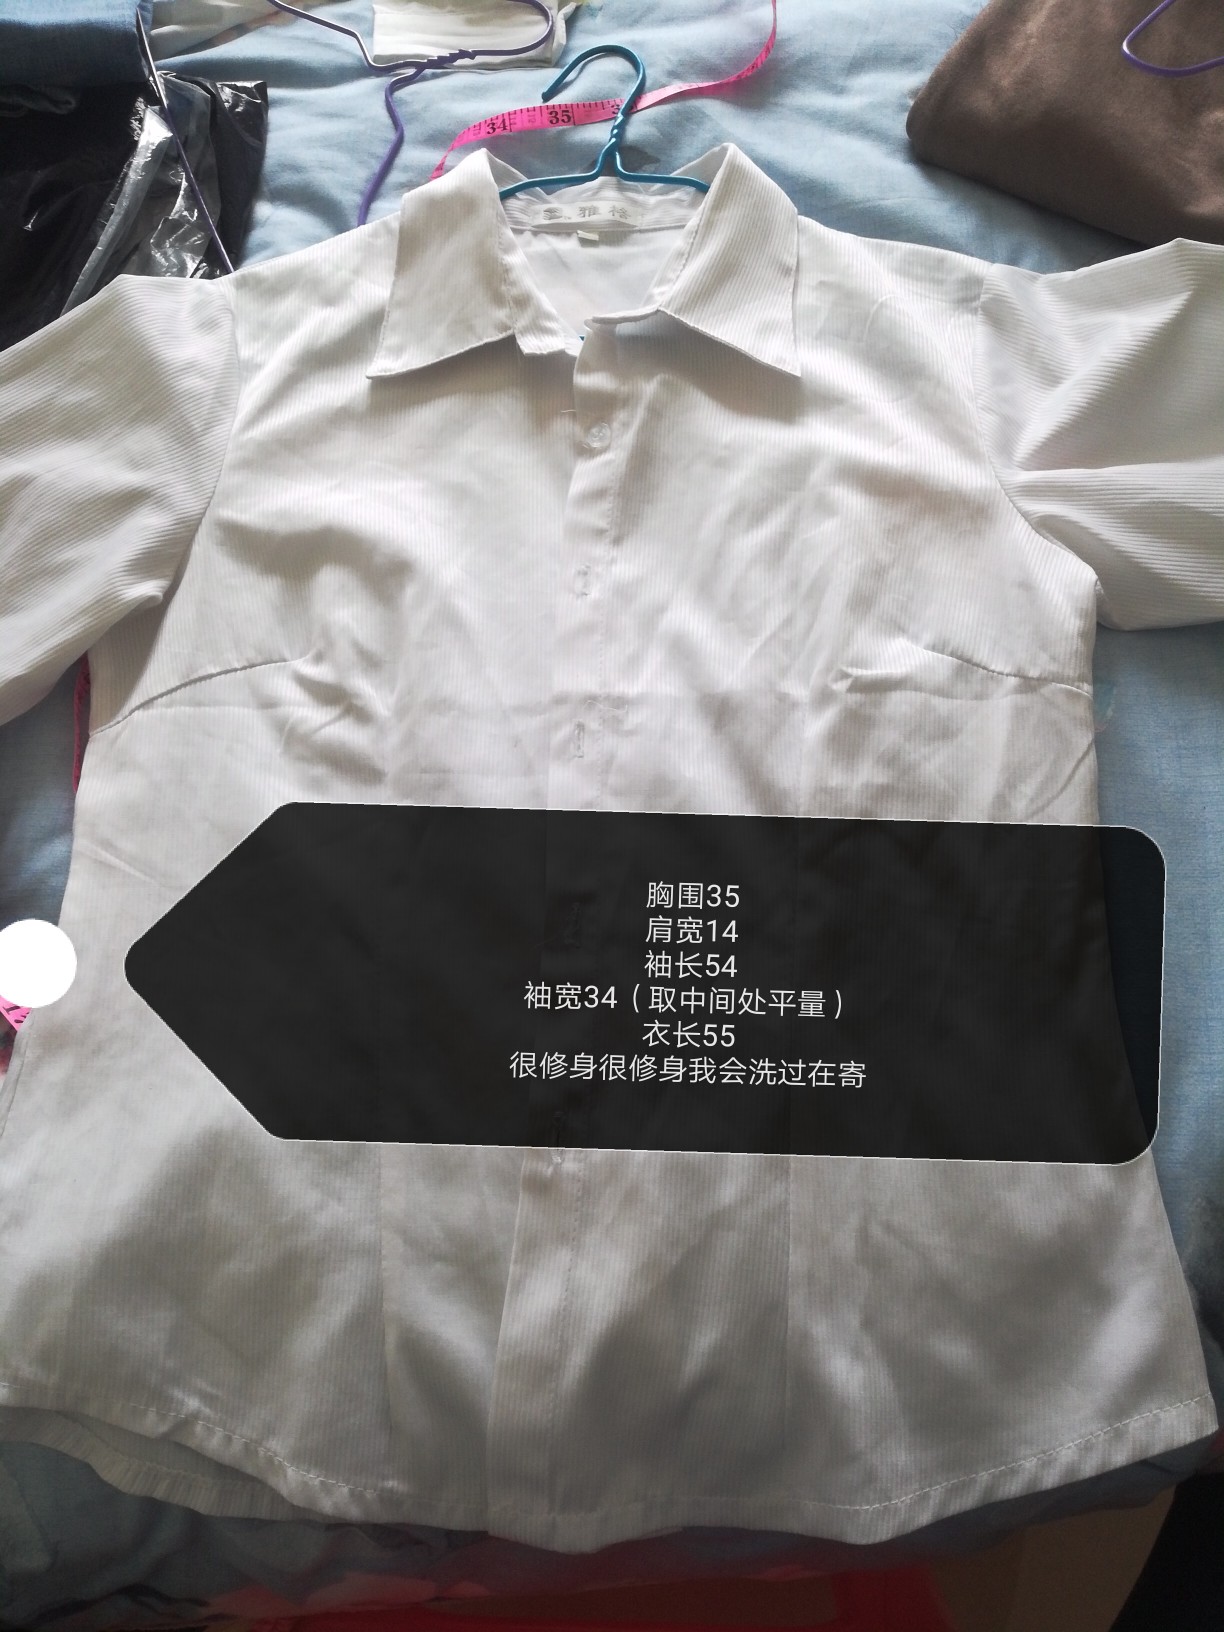 34 35
雅格
胸围35
肩宽14
袖长54
袖宽34（取中间处平量）
衣长55
很修身很修身我会洗过在寄